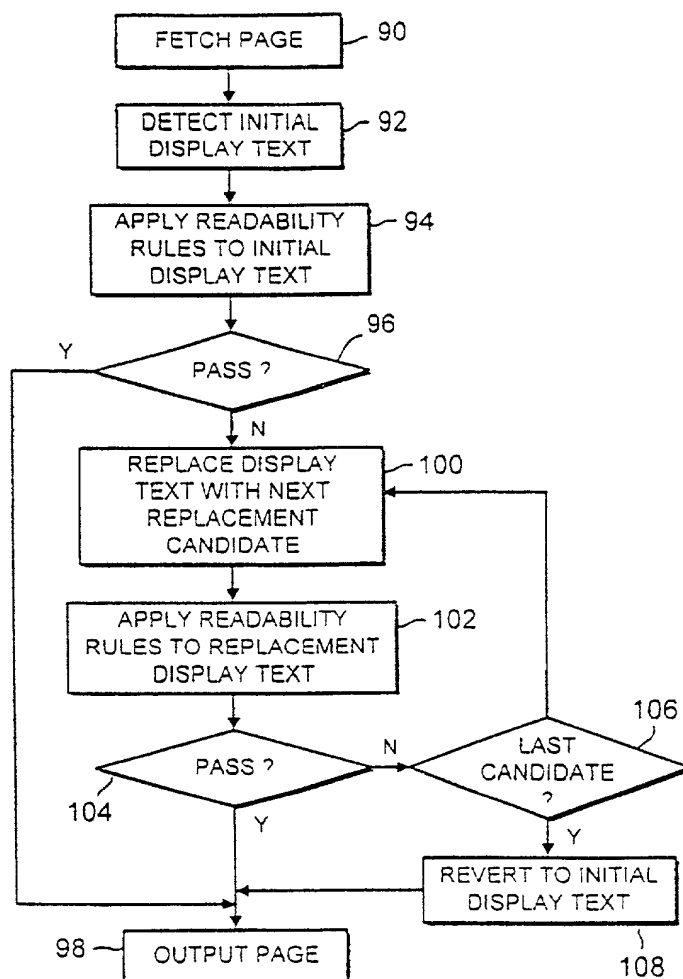 FETCH PAGE
90
DETECT INITIAL
DISPLAY TEXT
92
APPLY READABILITY
RULES TO INITIAL
DISPLAY TEXT
94
96
Y
PASS ?
N
REPLACE DISPLAY
TEXT WITH NEXT
REPLACEMENT
CANDIDATE
100
APPLY READABILITY
RULES TO REPLACEMENT
DISPLAY TEXT
102
PASS ?
104
N
Y
LAST
CANDIDATE
?
106
Y
REVERT TO INITIAL
DISPLAY TEXT
108
98
OUTPUT PAGE